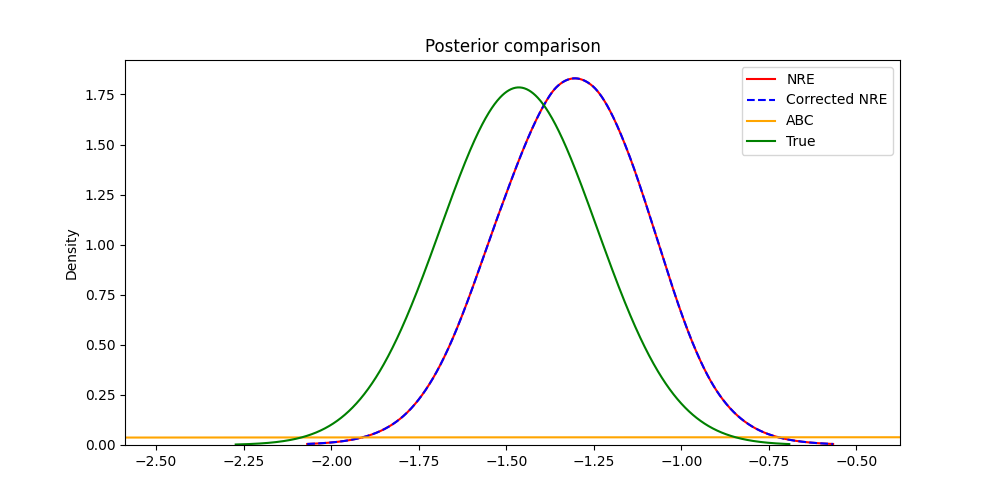 Posterior comparison
NRE
Corrected NRE
ABC
True
Density
1.75
1.50
1.25
1.00
0.75
0.50
0.25
0.00
−2.50 −2.25 −2.00 −1.75 −1.50 −1.25 −1.00 −0.75 −0.50